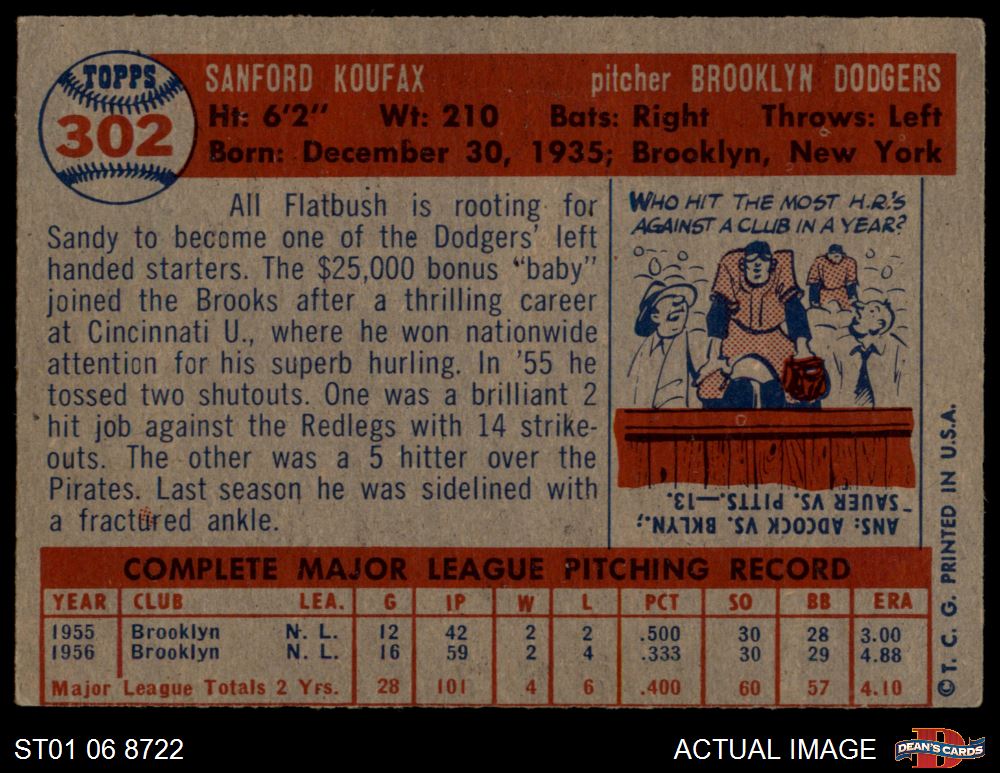 TOPPS
302
SANFORD KOUFAX pitcher BROOKLYN DODGERS
Ht: 6'2" Wt: 210 Bats: Right Throws: Left
Born: December 30, 1935; Brooklyn, New York
All Flatbush is rooting for
Sandy to become one of the Dodgers' left
handed starters. The $25,000 bonus "baby"
joined the Brooks after a thrilling career
at Cincinnati U., where he won nationwide
attention for his superb hurling. In '55 he
tossed two shutouts. One was a brilliant 2
hit job against the Redlegs with 14 strike-
outs. The other was a 5 hitter over the
Pirates. Last season he was sidelined with
a fractured ankle.
WHO HIT THE MOST H.R.'S
AGAINST A CLUB IN A YEAR?
ANS: ADCOCK VS. BKLYN.;
SAUER VS. PITTS.—13.
COMPLETE MAJOR LEAGUE PITCHING RECORD
YEAR CLUB LEA. G IP W L PCT SO BB ERA
1955 Brooklyn N. L. 12 42 2 2 .500 30 28 3.00
1956 Brooklyn N. L. 16 59 2 4 .333 30 29 4.88
Major League Totals 2 Yrs. 28 101 4 6 .400 60 57 4.10
© T. C. G. PRINTED IN U.S.A.
ST01 06 8722
ACTUAL IMAGE
D
DEAN'S CARDS